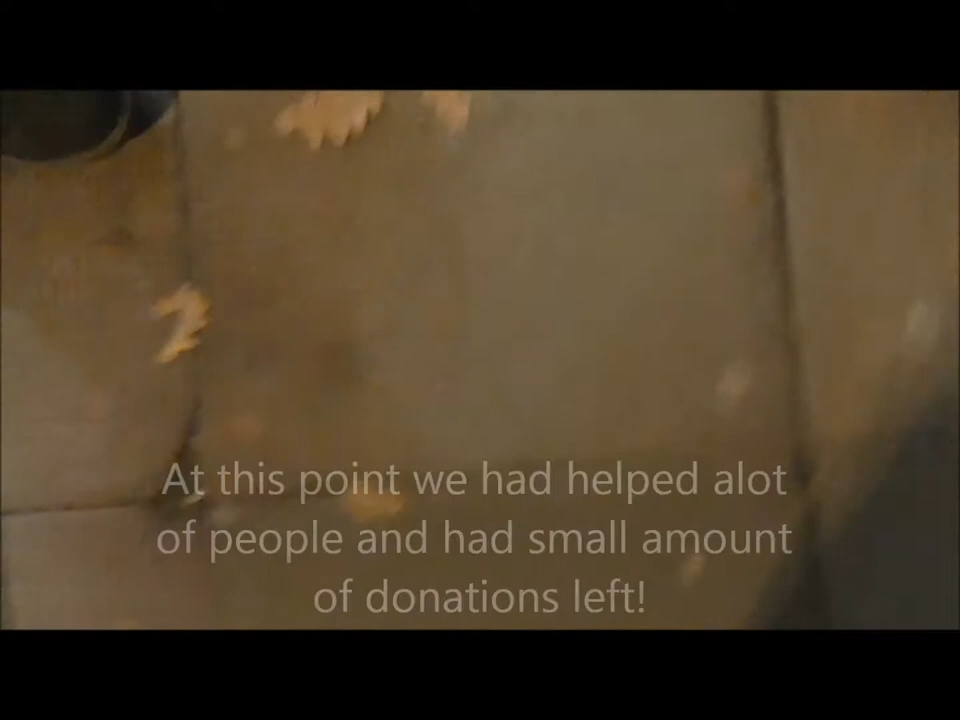 At this point we had helped alot
of people and had small amount
of donations left!